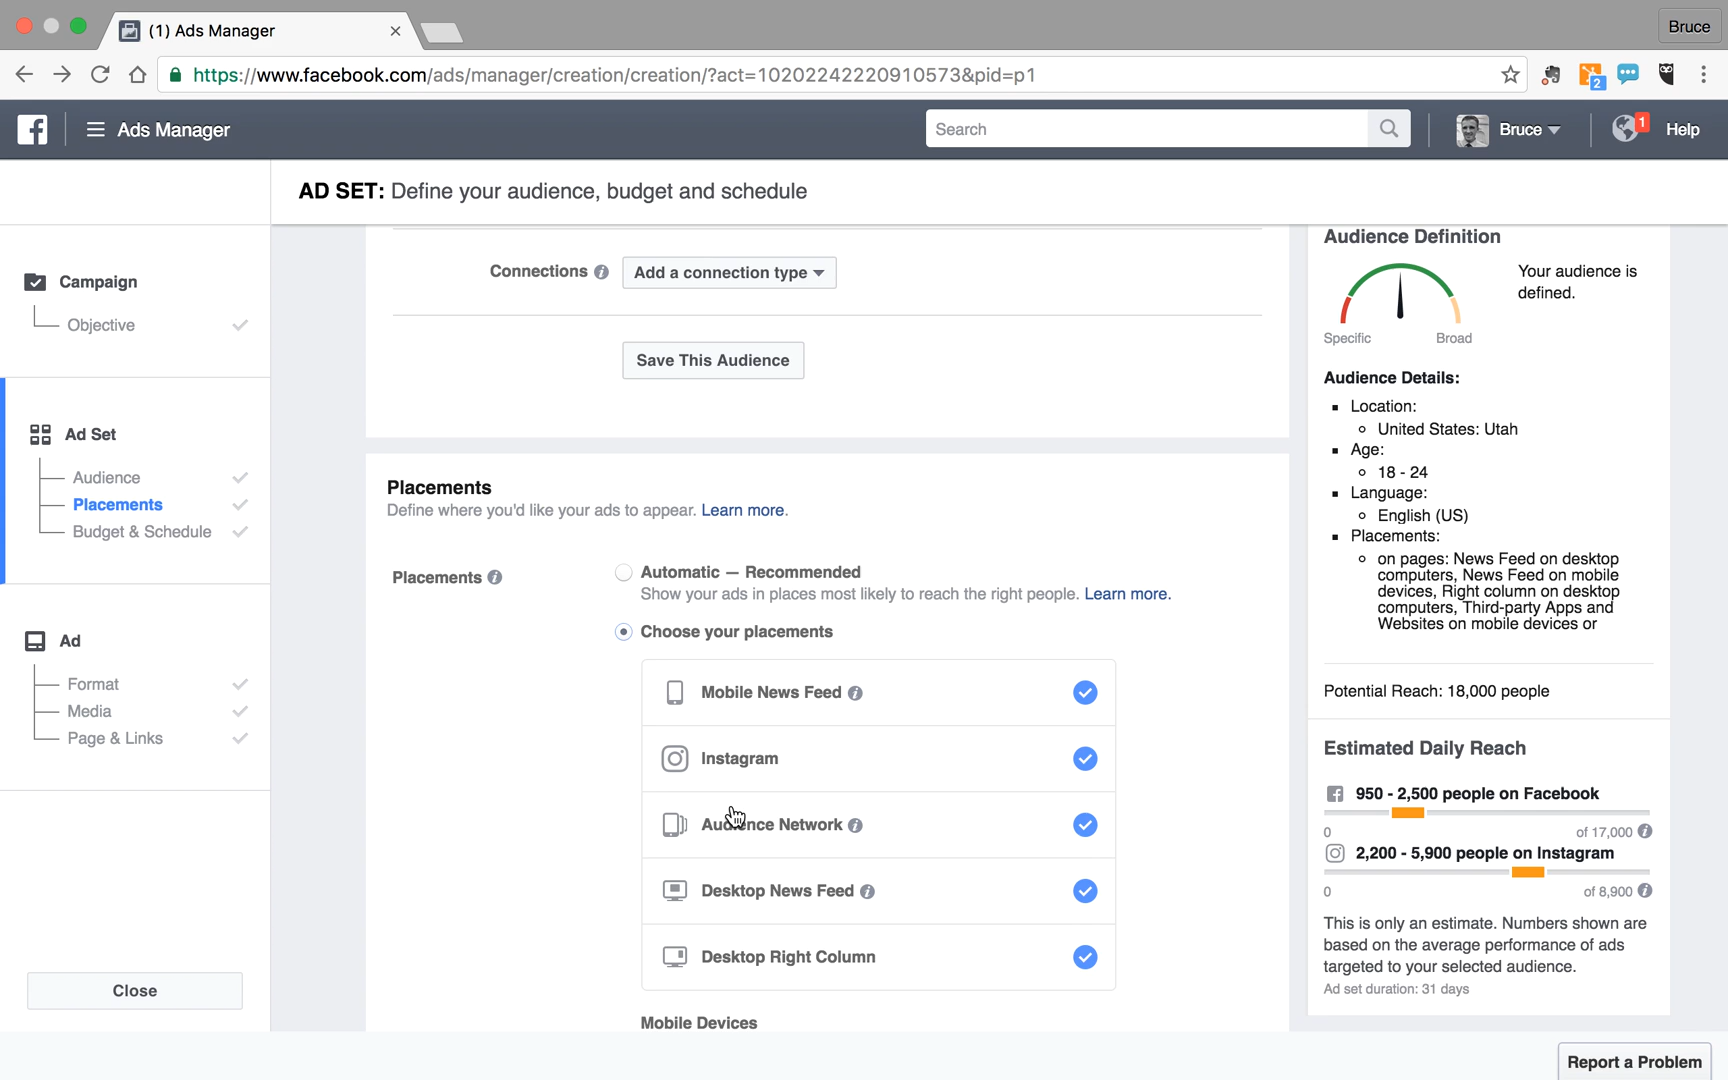 (1) Ads Manager
Bruce
https://www.facebook.com/ads/manager/creation/creation/?act=10202242220910573&pid=p1
2
Ads Manager
Search
Bruce
1
Help
AD SET: Define your audience, budget and schedule
Campaign
Objective
Ad Set
Audience
Placements
Budget & Schedule
Ad
Format
Media
Page & Links
Close
Connections
Add a connection type
Save This Audience
Placements
Define where you'd like your ads to appear. Learn more.
Placements
Automatic — Recommended
Show your ads in places most likely to reach the right people. Learn more.
Choose your placements
Mobile News Feed
Instagram
Audience Network
Desktop News Feed
Desktop Right Column
Mobile Devices
Audience Definition
Your audience is
defined.
Specific
Broad
Audience Details:
Location:
United States: Utah
Age:
18 - 24
Language:
English (US)
Placements:
on pages: News Feed on desktop
computers, News Feed on mobile
devices, Right column on desktop
computers, Third-party Apps and
Websites on mobile devices or
Potential Reach: 18,000 people
Estimated Daily Reach
950 - 2,500 people on Facebook
0
of 17,000
2,200 - 5,900 people on Instagram
0
of 8,900
This is only an estimate. Numbers shown are
based on the average performance of ads
targeted to your selected audience.
Ad set duration: 31 days
Report a Problem